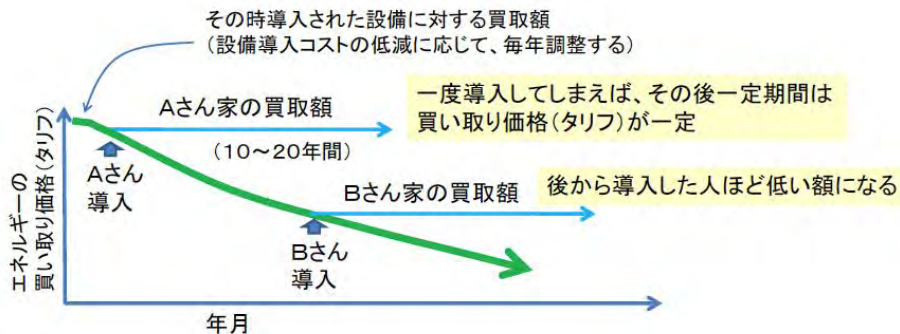 その時導入された設備に対する買取額
(設備導入コストの低減に応じて、毎年調整する)
エネルギーの
買い取り価格(タリフ)
Aさん家の買取額
(10～20年間)
一度導入してしまえば、その後一定期間は
買い取り価格(タリフ)が一定
Aさん
導入
Bさん家の買取額
後から導入した人ほど低い額になる
Bさん
導入
年月